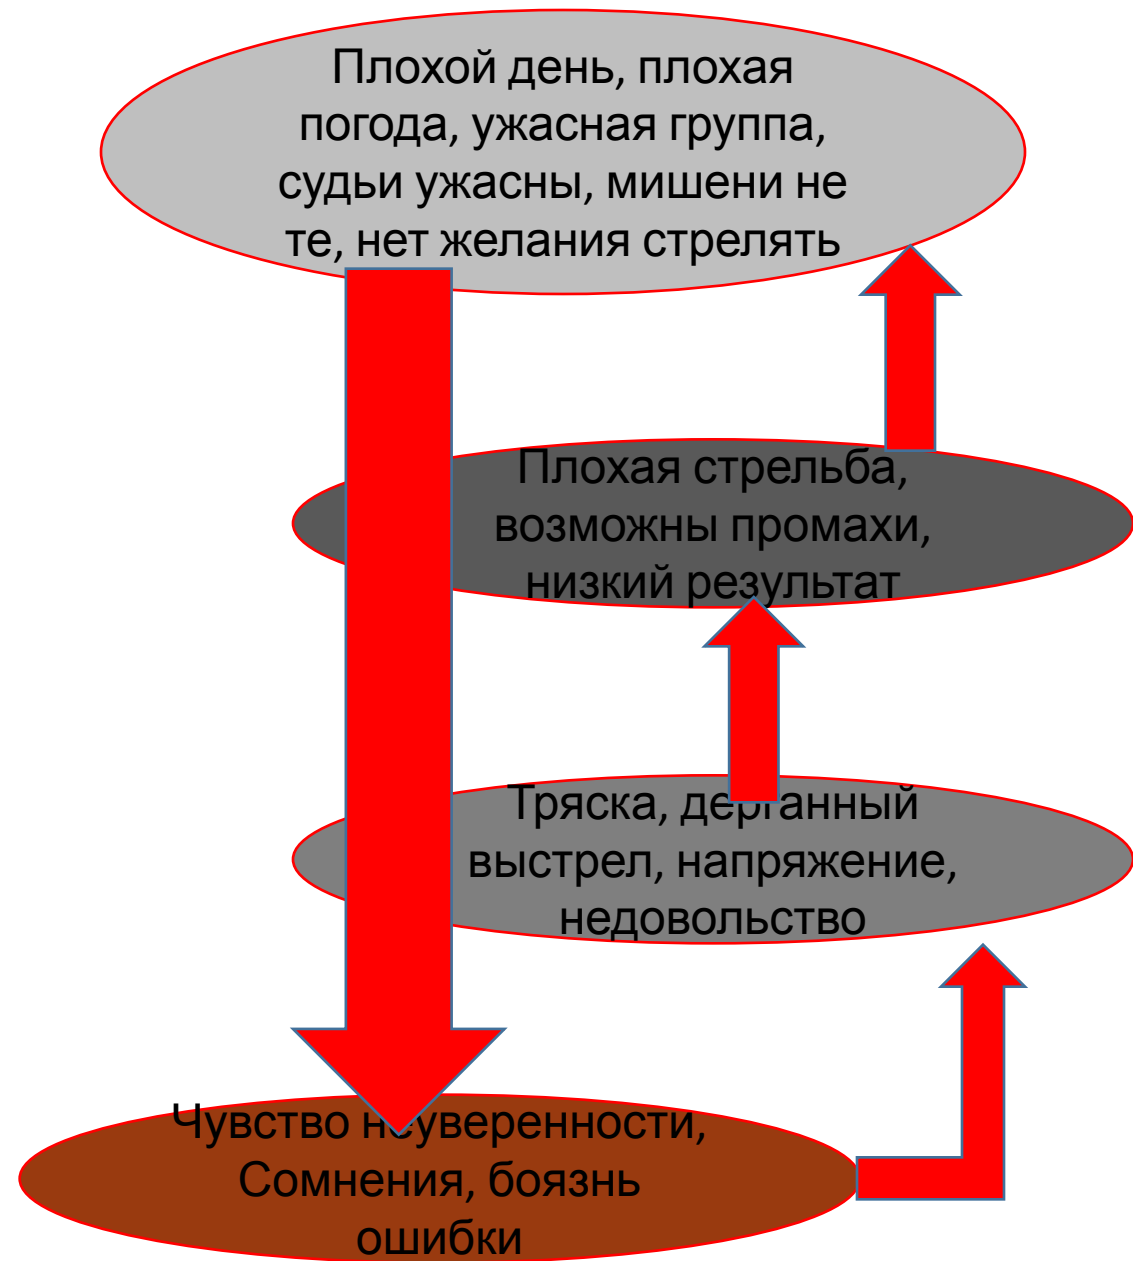 Плохой день, плохая
погода, ужасная группа,
судьи ужасны, мишени не
те, нет желания стрелять
Плохая стрельба,
возможны промахи,
низкий результат
Тряска, дерганный
выстрел, напряжение,
недовольство
Чувство неуверенности,
Сомнения, боязнь
ошибки